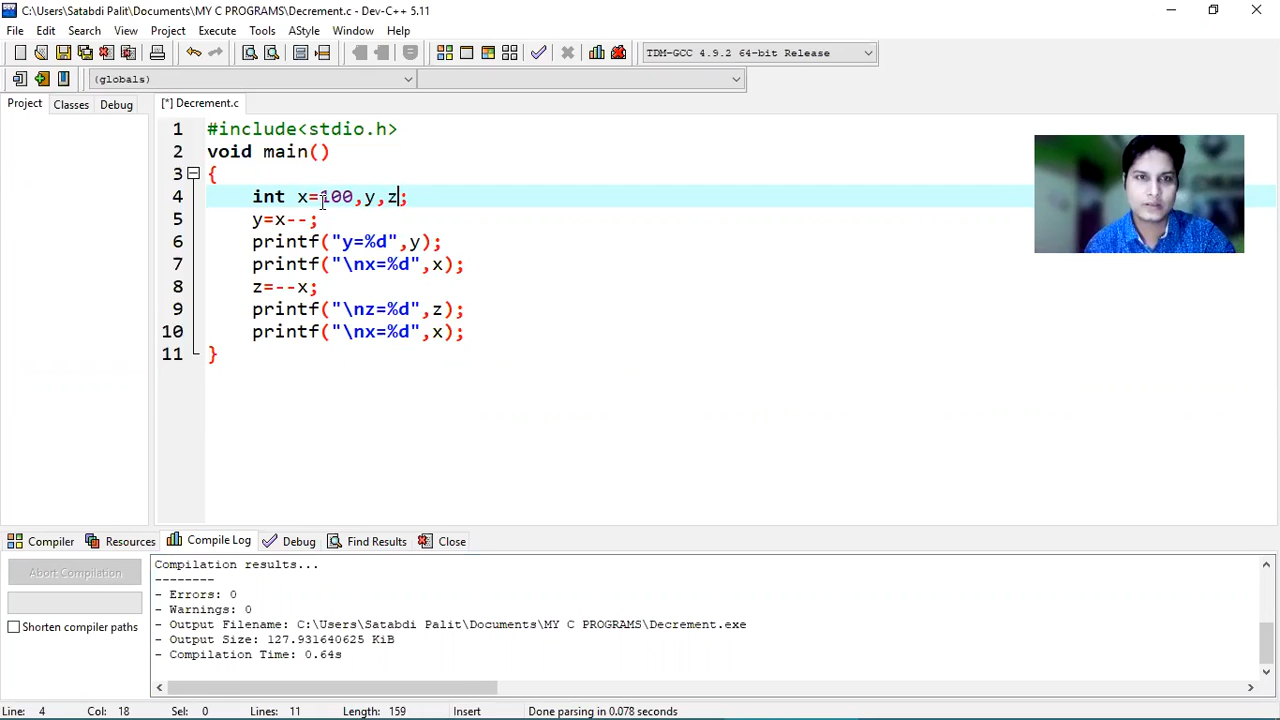 C:\Users\Satabdi Palit\Documents\MY C PROGRAMS\Decrement.c - Dev-C++ 5.11
File Edit Search View Project Execute Tools AStyle Window Help
TDM-GCC 4.9.2 64-bit Release
(globals)
Project Classes Debug [*] Decrement.c
1 #include<stdio.h>
2 void main()
3 {
4 int x=100,y,z;
5 y=x--;
6 printf("y=%d",y);
7 printf("\nx=%d",x);
8 z=--x;
9 printf("\nz=%d",z);
10 printf("\nx=%d",x);
11 }
Compiler Resources Compile Log Debug Find Results Close
Abort Compilation
Shorten compiler paths
Compilation results...
--------
- Errors: 0
- Warnings: 0
- Output Filename: C:\Users\Satabdi Palit\Documents\MY C PROGRAMS\Decrement.exe
- Output Size: 127.931640625 KiB
- Compilation Time: 0.64s
Line: 4 Col: 18 Sel: 0 Lines: 11 Length: 159 Insert Done parsing in 0.078 seconds